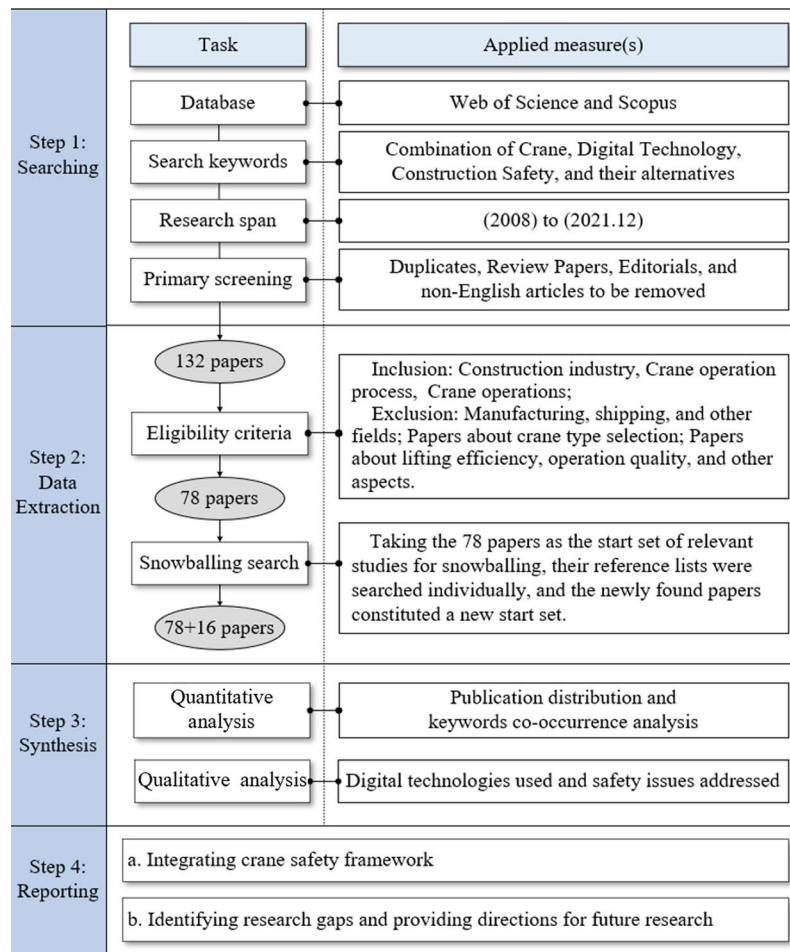 Task
Applied measure(s)
Step 1:
Searching
Database
Web of Science and Scopus
Search keywords
Combination of Crane, Digital Technology,
Construction Safety, and their alternatives
Research span
(2008) to (2021.12)
Primary screening
Duplicates, Review Papers, Editorials, and
non-English articles to be removed
Step 2:
Data
Extraction
132 papers
Eligibility criteria
Inclusion: Construction industry, Crane operation
process, Crane operations;
Exclusion: Manufacturing, shipping, and other
fields; Papers about crane type selection; Papers
about lifting efficiency, operation quality, and other
aspects.
78 papers
Snowballing search
Taking the 78 papers as the start set of relevant
studies for snowballing, their reference lists were
searched individually, and the newly found papers
constituted a new start set.
78+16 papers
Step 3:
Synthesis
Quantitative
analysis
Publication distribution and
keywords co-occurrence analysis
Qualitative analysis
Digital technologies used and safety issues addressed
Step 4:
Reporting
a. Integrating crane safety framework
b. Identifying research gaps and providing directions for future research